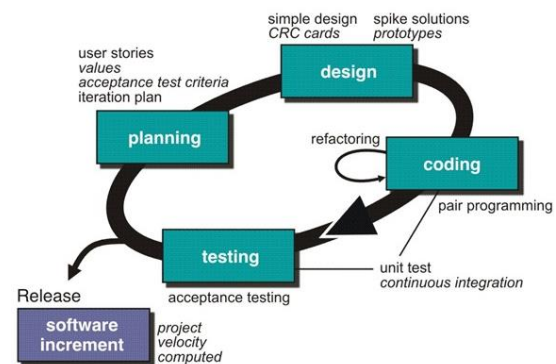 simple design
CRC cards
spike solutions
prototypes
design
user stories
values
acceptance test criteria
iteration plan
planning
refactoring
coding
pair programming
testing
acceptance testing
unit test
continuous integration
Release
software
increment
project
velocity
computed